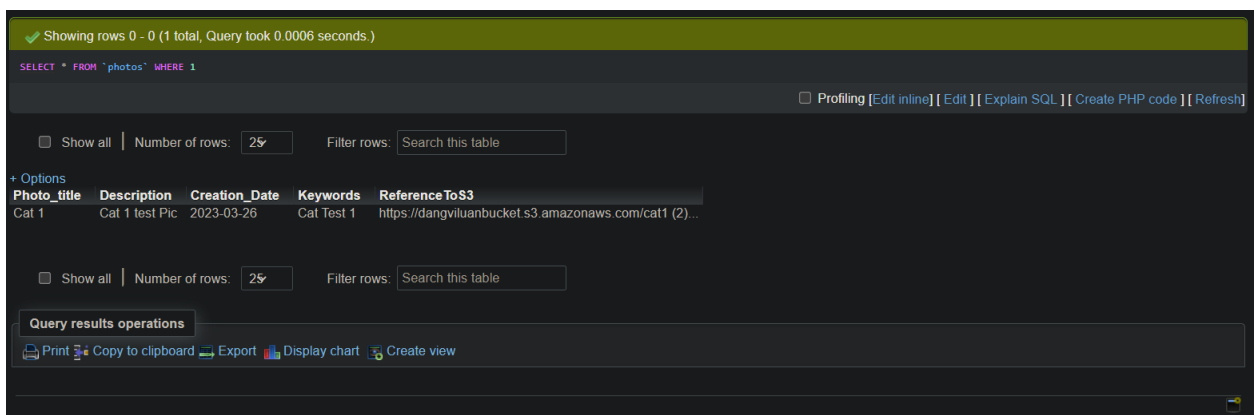 Showing rows 0 - 0 (1 total, Query took 0.0006 seconds.)
SELECT * FROM `photos` WHERE 1
Profiling [Edit inline] [ Edit ] [ Explain SQL ] [ Create PHP code ] [ Refresh]
Show all | Number of rows: 25 Filter rows: Search this table
+ Options
Photo_title Description Creation_Date Keywords ReferenceToS3
Cat 1 Cat 1 test Pic 2023-03-26 Cat Test 1 https://dangviluanbucket.s3.amazonaws.com/cat1 (2)...
Show all | Number of rows: 25 Filter rows: Search this table
Query results operations
Print Copy to clipboard Export Display chart Create view